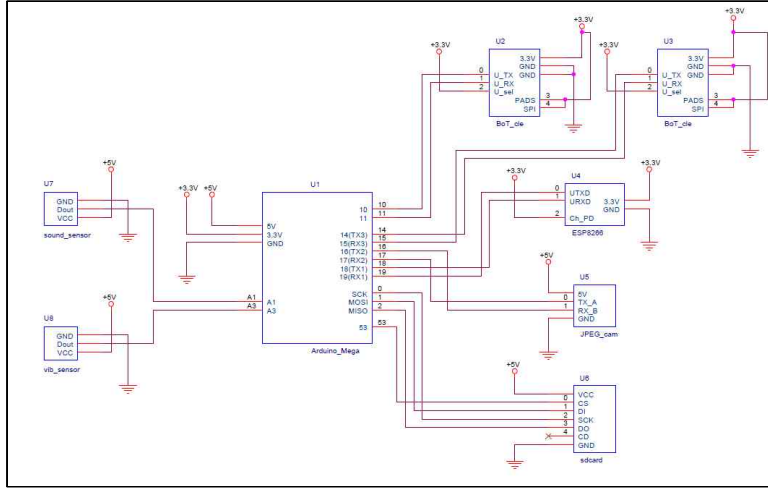 +3.3V
+3.3V
U2
U3
+3.3V
+3.3V
0 U_TX 3.3V
1 U_RX GND
2 U_sel GND
PADS 3
SPI 4
BoT_cle
0 U_TX 3.3V
1 U_RX GND
2 U_sel GND
PADS 3
SPI 4
BoT_cle
U7
+5V
GND
Dout
VCC
sound_sensor
U1
+3.3V
+5V
5V
3.3V
GND
10 10
11 11
14(TX3) 14
15(RX3) 15
16(TX2) 16
17(RX2) 17
18(TX1) 18
19(RX1) 19
SCK 0
MOSI 1
MISO 2
53 53
A1 A1
A3 A3
Arduino_Mega
U4
+3.3V
+3.3V
0 UTXD
1 URXD
3.3V
GND
2 Ch_PD
ESP8266
+5V
U5
5V
0 TX_A
1 RX_B
GND
JPEG_cam
U8
+5V
GND
Dout
VCC
vib_sensor
+5V
U6
VCC
0 CS
1 DI
2 SCK
3 DO
4 CD
GND
sdcard